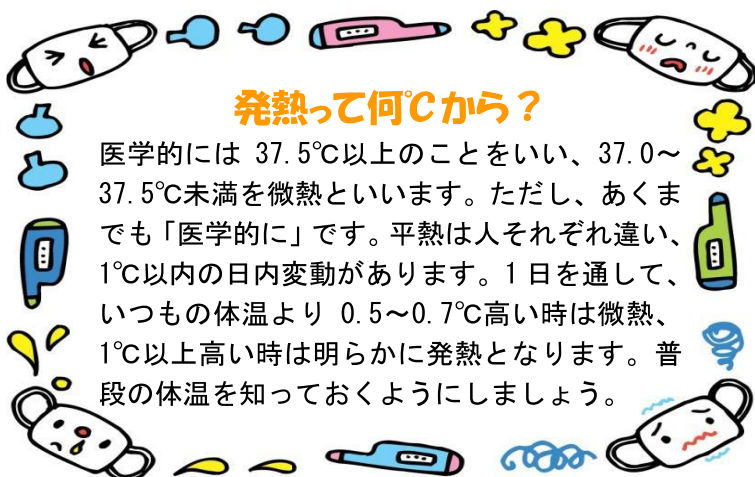 発熱って何℃から？
医学的には 37.5℃以上のことをいい、37.0～
37.5℃未満を微熱といいます。ただし、あくま
でも「医学的に」です。平熱は人それぞれ違い、
1℃以内の日内変動があります。1 日を通して、
いつもの体温より 0.5～0.7℃高い時は微熱、
1℃以上高い時は明らかに発熱となります。普
段の体温を知っておくようにしましょう。